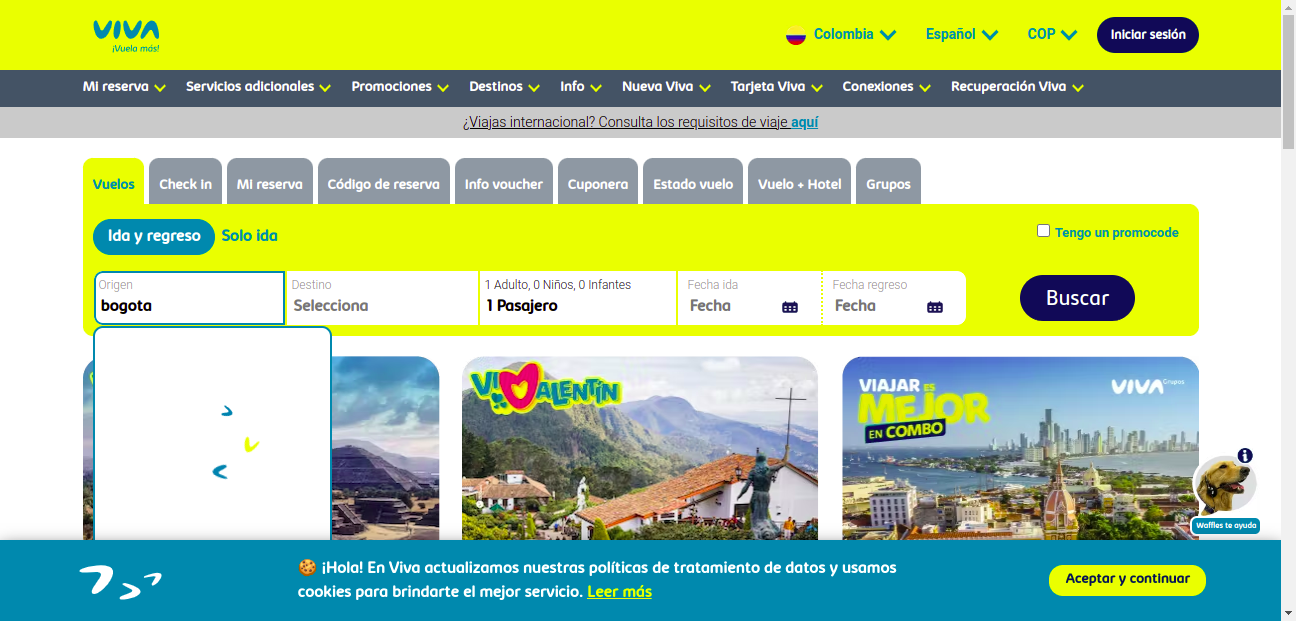 VIVA
¡Vuela más!
Colombia
Español
COP
Iniciar sesión
Mi reserva
Servicios adicionales
Promociones
Destinos
Info
Nueva Viva
Tarjeta Viva
Conexiones
Recuperación Viva
¿Viajas internacional? Consulta los requisitos de viaje aquí
Vuelos
Check In
Mi reserva
Código de reserva
Info voucher
Cuponera
Estado vuelo
Vuelo + Hotel
Grupos
Ida y regreso
Solo ida
Tengo un promocode
Origen
bogota
Destino
Selecciona
1 Adulto, 0 Niños, 0 Infantes
1 Pasajero
Fecha ida
Fecha
Fecha regreso
Fecha
Buscar
VIAJAR ES
MEJOR
EN COMBO
VIVA Grupos
Waffles te ayuda
🍪 ¡Hola! En Viva actualizamos nuestras políticas de tratamiento de datos y usamos
cookies para brindarte el mejor servicio. Leer más
Aceptar y continuar